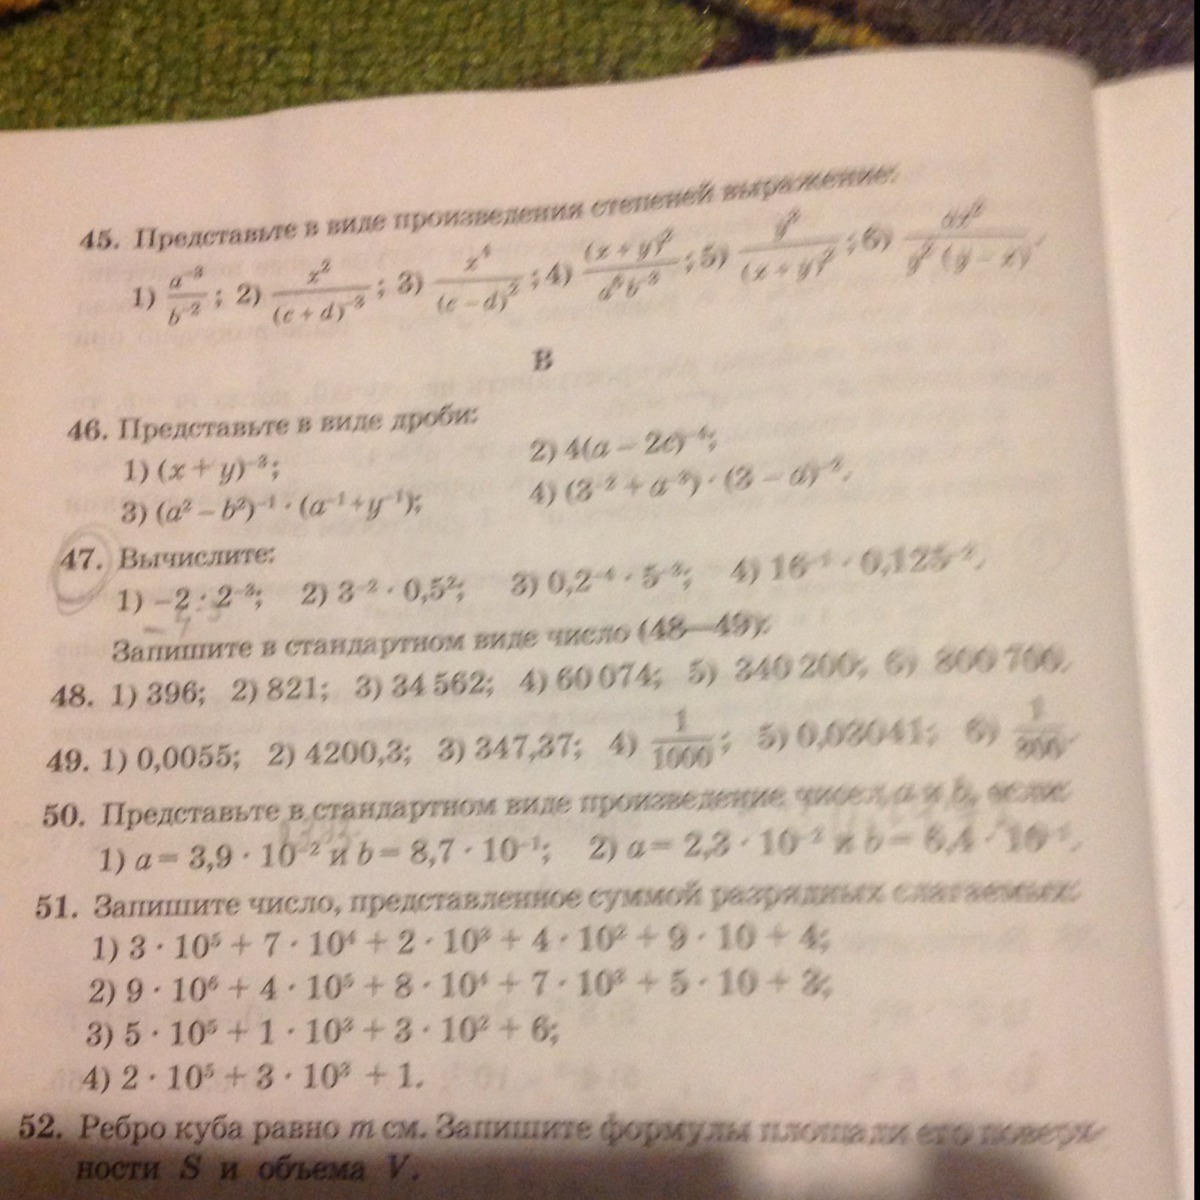 45. Представьте в виде произведения степеней выражение:
1) a⁻³/b⁻²; 2) x²/(c + d)⁻³; 3) x⁴/(c − d)²; 4) (x + y)²/ b⁻³; 5) /(x + y)²; 6) /(y − x)
В
46. Представьте в виде дроби:
1) (x + y)⁻³; 2) 4(a − 2c)⁻⁴;
3) (a² − b²)⁻¹ · (a⁻¹+y⁻¹); 4) (3⁻² + a⁻³) · (3 − d)⁻².
47. Вычислите:
1) −2 · 2⁻³; 2) 3⁻² · 0,5²; 3) 0,2⁻⁴ · 5⁻³; 4) 16⁻¹ · 0,125⁻².
Запишите в стандартном виде число (48—49):
48. 1) 396; 2) 821; 3) 34 562; 4) 60 074; 5) 340 200; 6) 800 700.
49. 1) 0,0055; 2) 4200,3; 3) 347,37; 4) 1/1000; 5) 0,03041; 6)
50. Представьте в стандартном виде произведение чисел a и b, если:
1) a = 3,9 · 10⁻² и b = 8,7 · 10⁻¹; 2) a = 2,3 · 10⁻² и b =
51. Запишите число, представленное суммой разрядных слагаемых:
1) 3 · 10⁵ + 7 · 10⁴ + 2 · 10³ + 4 · 10² + 9 · 10 + 4;
2) 9 · 10⁶ + 4 · 10⁵ + 8 · 10⁴ + 7 · 10³ + 5 · 10 + 3;
3) 5 · 10⁵ + 1 · 10³ + 3 · 10² + 6;
4) 2 · 10⁵ + 3 · 10³ + 1.
52. Ребро куба равно m см. Запишите формулы площади его поверх-
ности S и объема V.